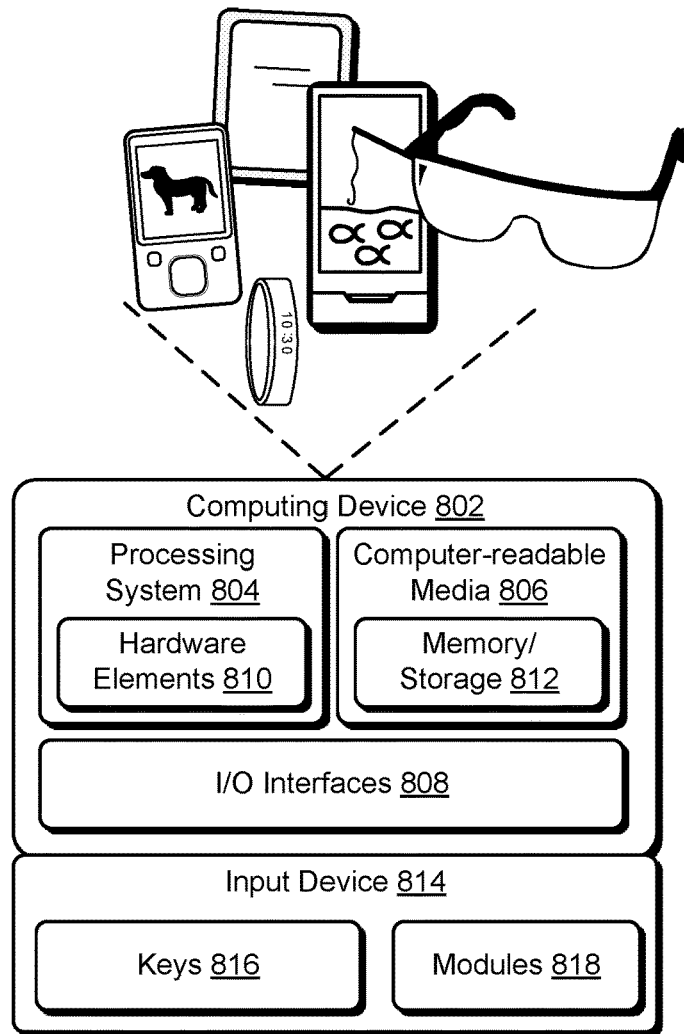 10:30
Computing Device 802
Processing
System 804
Computer-readable
Media 806
Hardware
Elements 810
Memory/
Storage 812
I/O Interfaces 808
Input Device 814
Keys 816
Modules 818